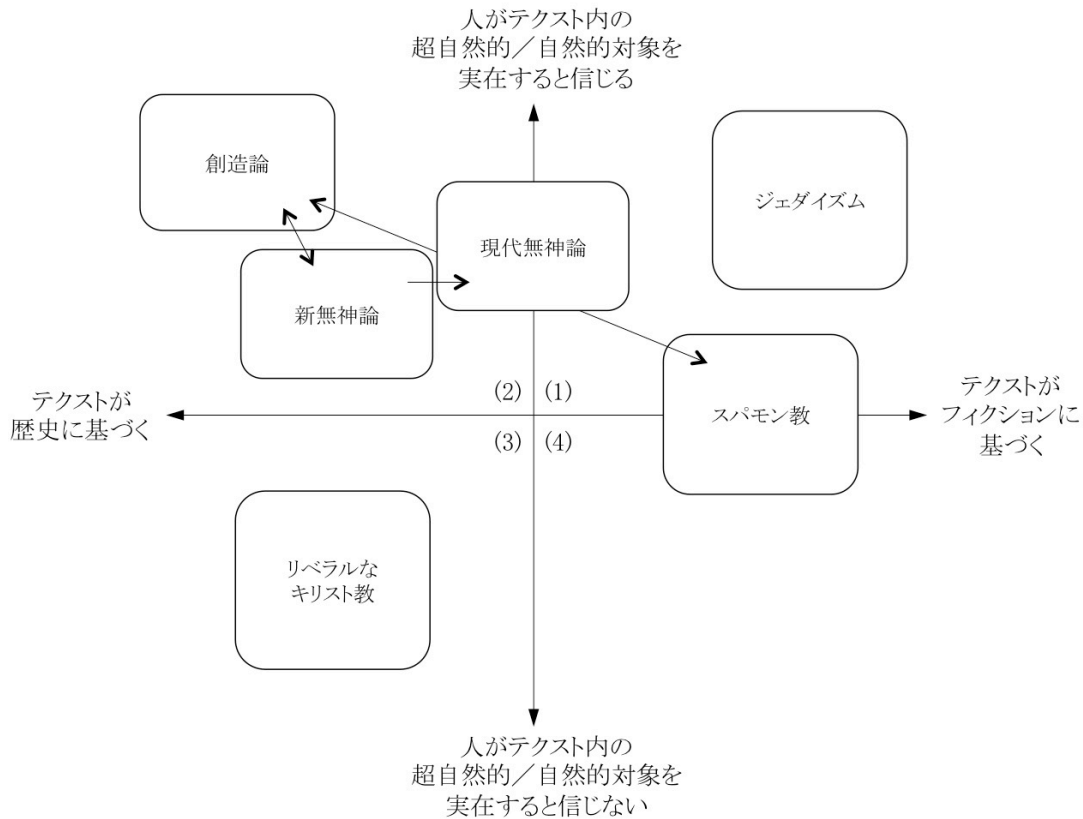 人がテクスト内の
超自然的／自然的対象を
実在すると信じる
創造論
ジェダイズム
現代無神論
新無神論
(2)
(1)
テクストが
歴史に基づく
スパモン教
テクストが
フィクションに
基づく
(3)
(4)
リベラルな
キリスト教
人がテクスト内の
超自然的／自然的対象を
実在すると信じない